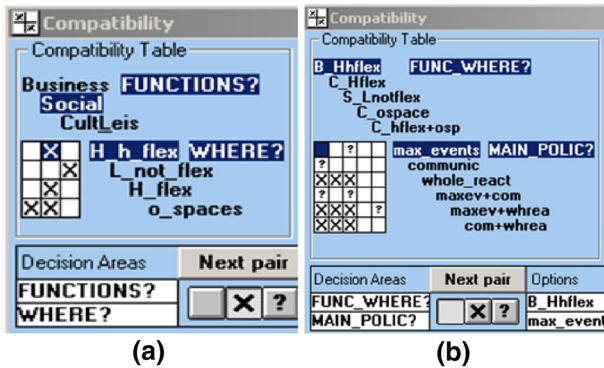 Compatibility
Compatibility Table
Business FUNCTIONS?
Social
CultLeis
X H_h_flex WHERE?
X L_not_flex
X H_flex
X X o_spaces
Decision Areas Next pair
FUNCTIONS?
WHERE?
X ?
(a)
Compatibility
Compatibility Table
B_Hhflex FUNC_WHERE?
C_Hflex
S_Lnotflex
C_ospace
C_hflex+osp
? max_events MAIN_POLIC?
? communic
X X X whole_react
? ? maxev+com
X X X ? maxev+whrea
X X X com+whrea
Decision Areas Next pair Options
FUNC_WHERE? B_Hhflex
MAIN_POLIC? X ? max_event
(b)